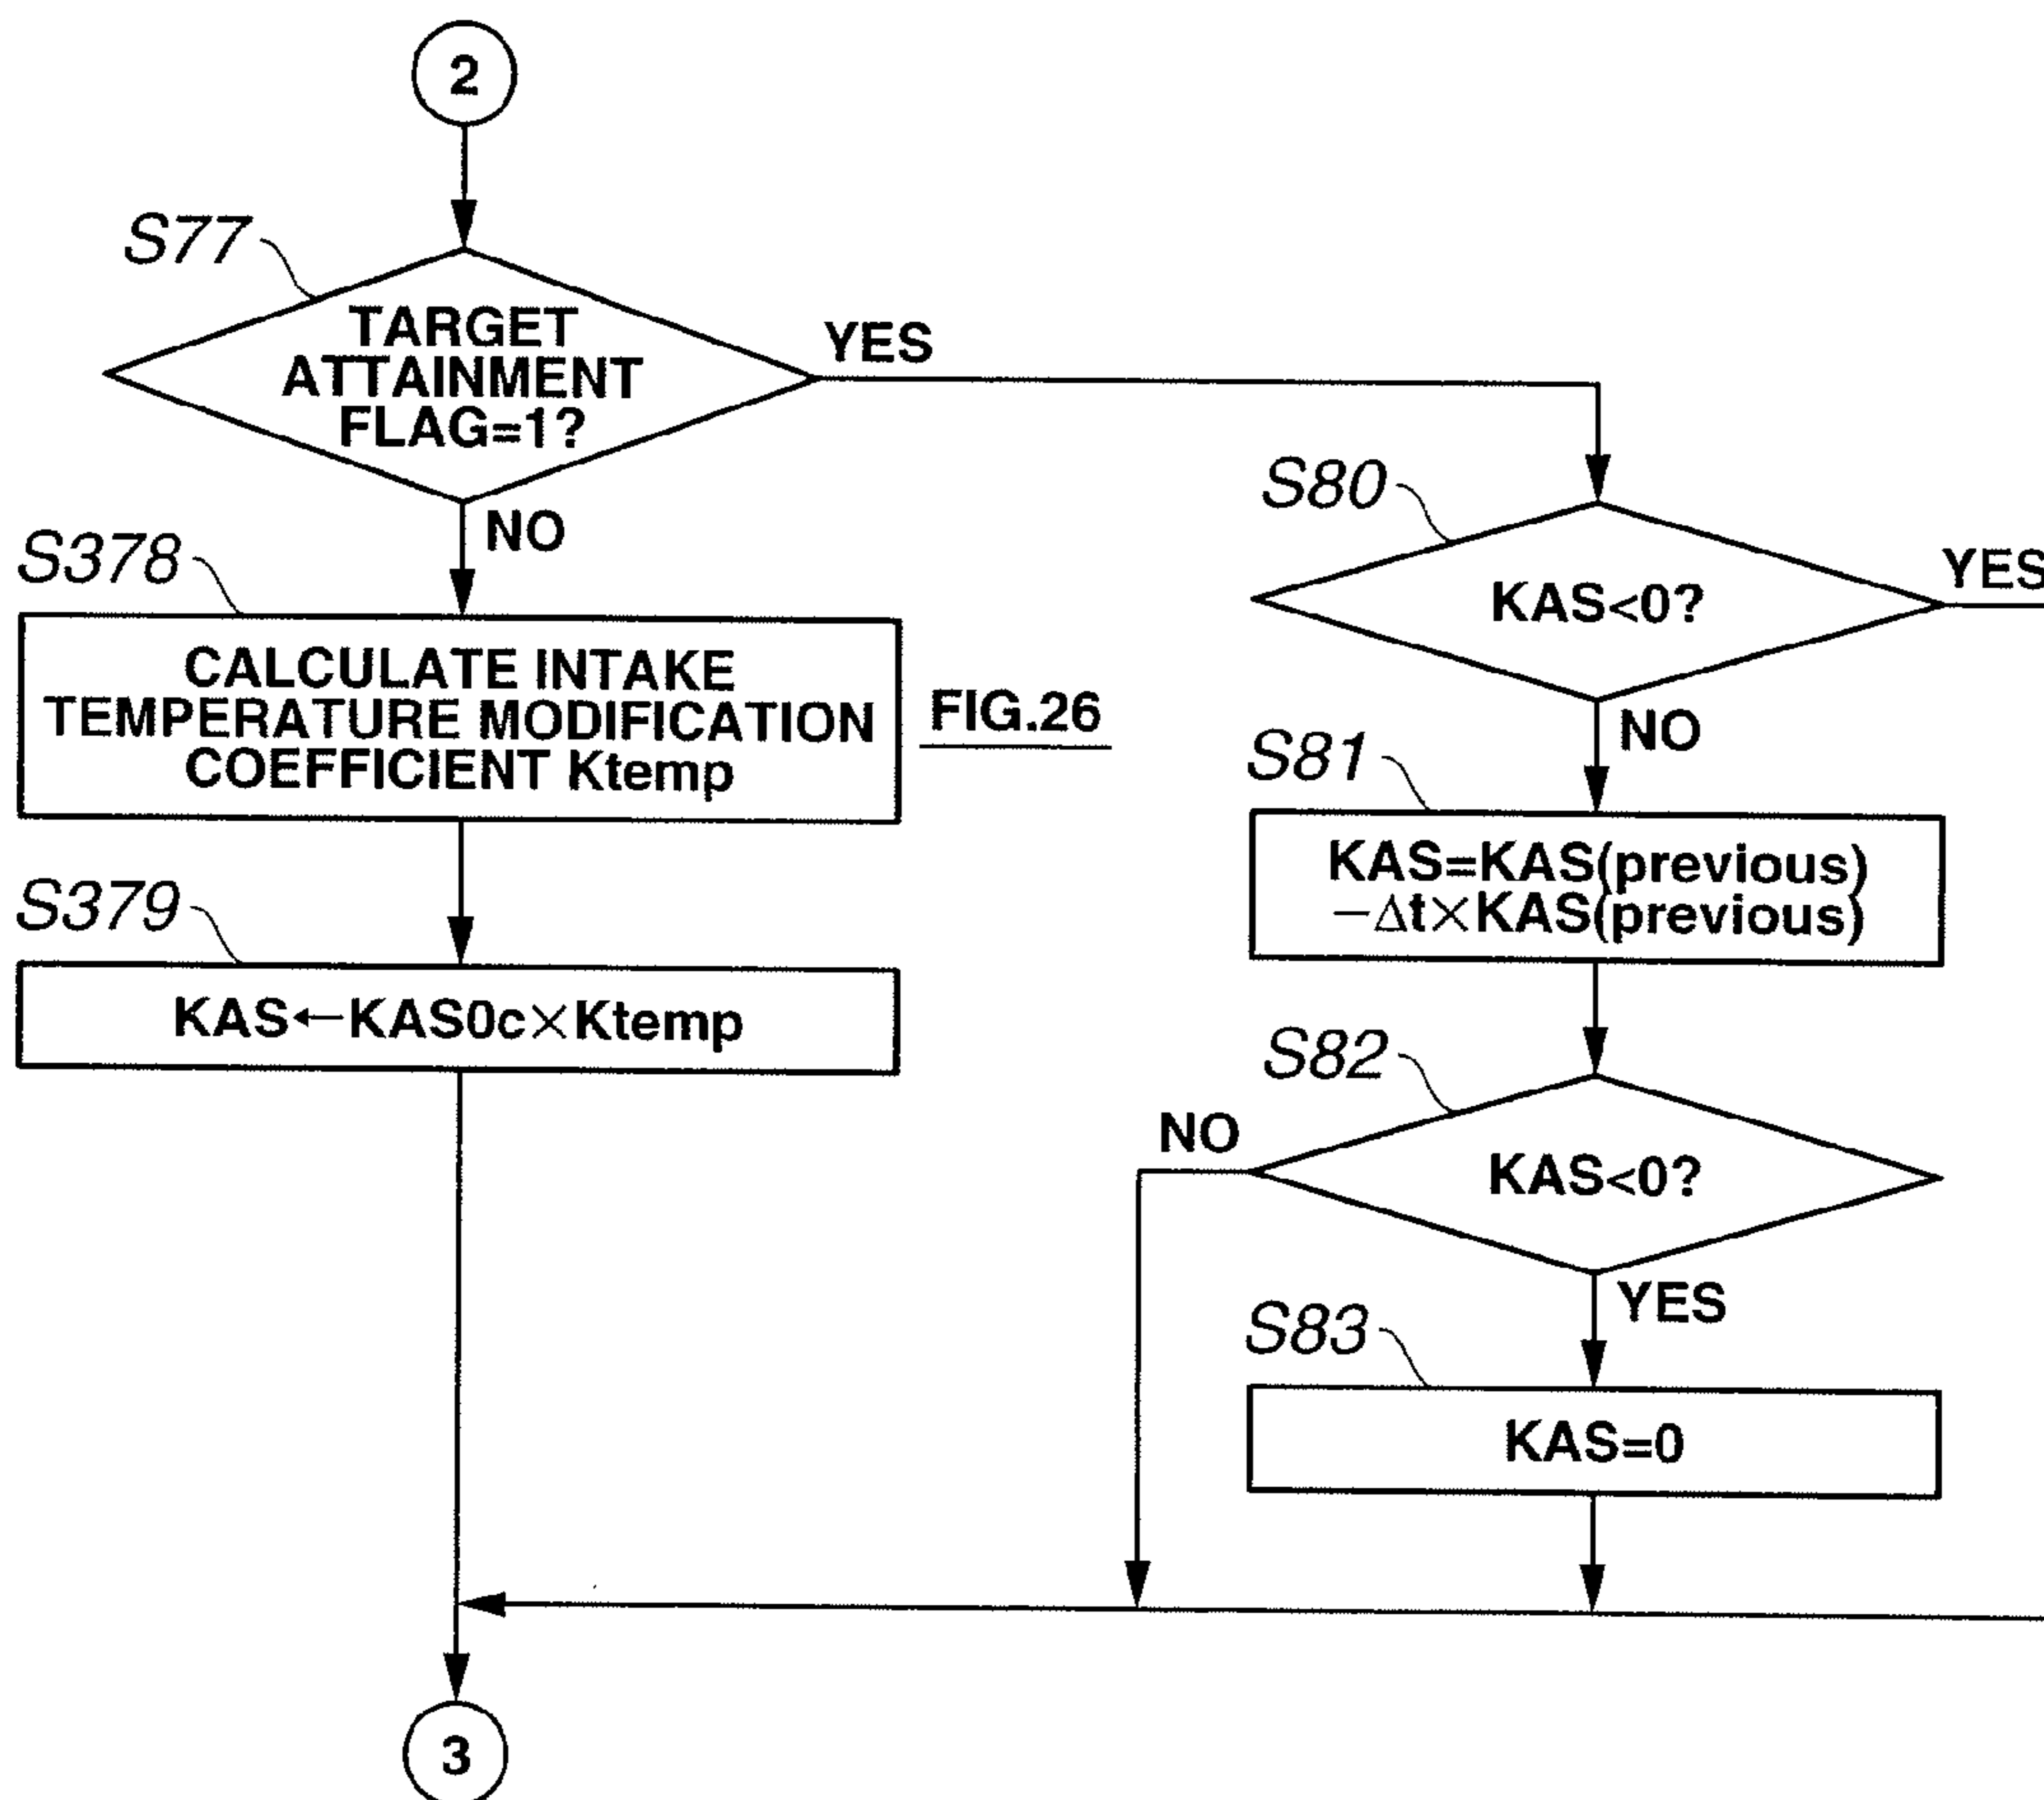 2
S77
TARGET
ATTAINMENT
FLAG=1?
YES
NO
S378
CALCULATE INTAKE
TEMPERATURE MODIFICATION
COEFFICIENT Ktemp
FIG.26
S379
KAS←KAS0c×Ktemp
S80
KAS<0?
YES
NO
S81
KAS=KAS(previous)
−Δt×KAS(previous)
S82
NO
KAS<0?
YES
S83
KAS=0
3